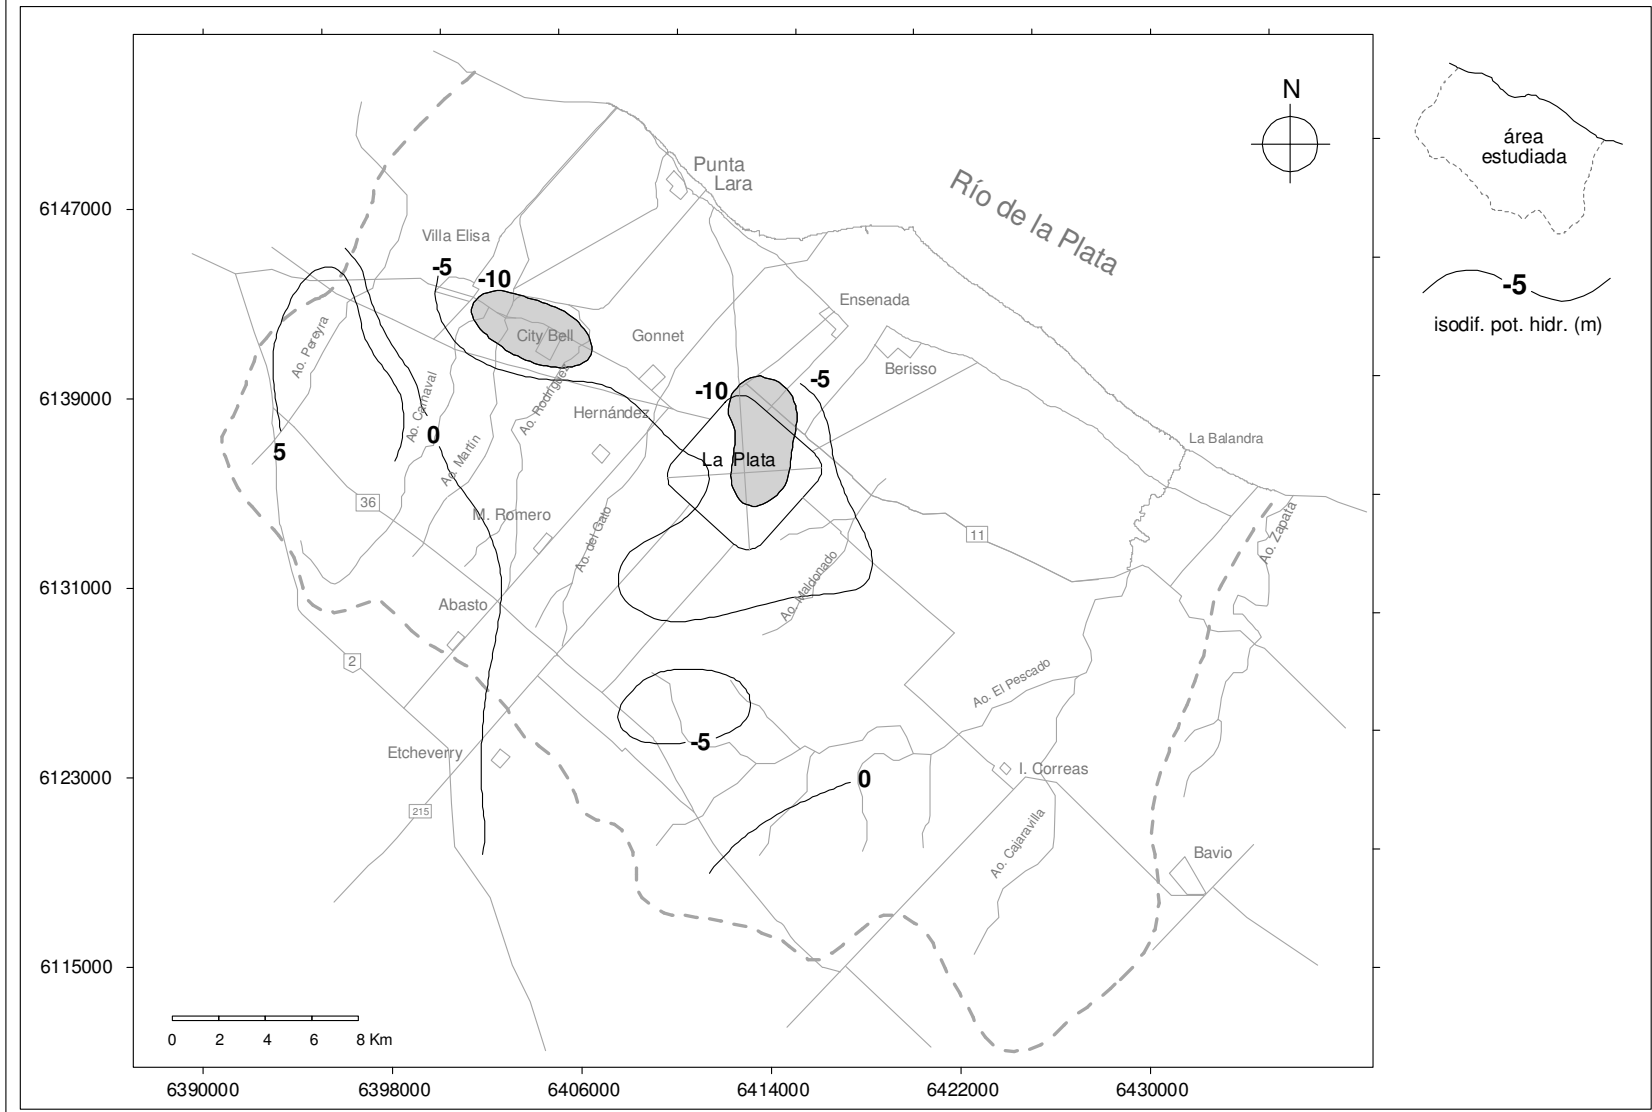 N
Punta
Lara
Río de la Plata
área
estudiada
6147000
Villa Elisa
-5
-10
-5
isodif. pot. hidr. (m)
Ensenada
City Bell
Gonnet
Ao. Pereyra
Berisso
-10
-5
6139000
Ao. Carnaval
Ao. Rodríguez
Hernández
0
La Balandra
5
Ao. Martín
La Plata
36
M. Romero
Ao. del Gato
11
Ao. Zapata
6131000
Abasto
Ao. Maldonado
2
Ao. El Pescado
Etcheverry
-5
6123000
0
I. Correas
215
Ao. Cajaravilla
Bavio
6115000
0 2 4 6 8 Km
6390000 6398000 6406000 6414000 6422000 6430000